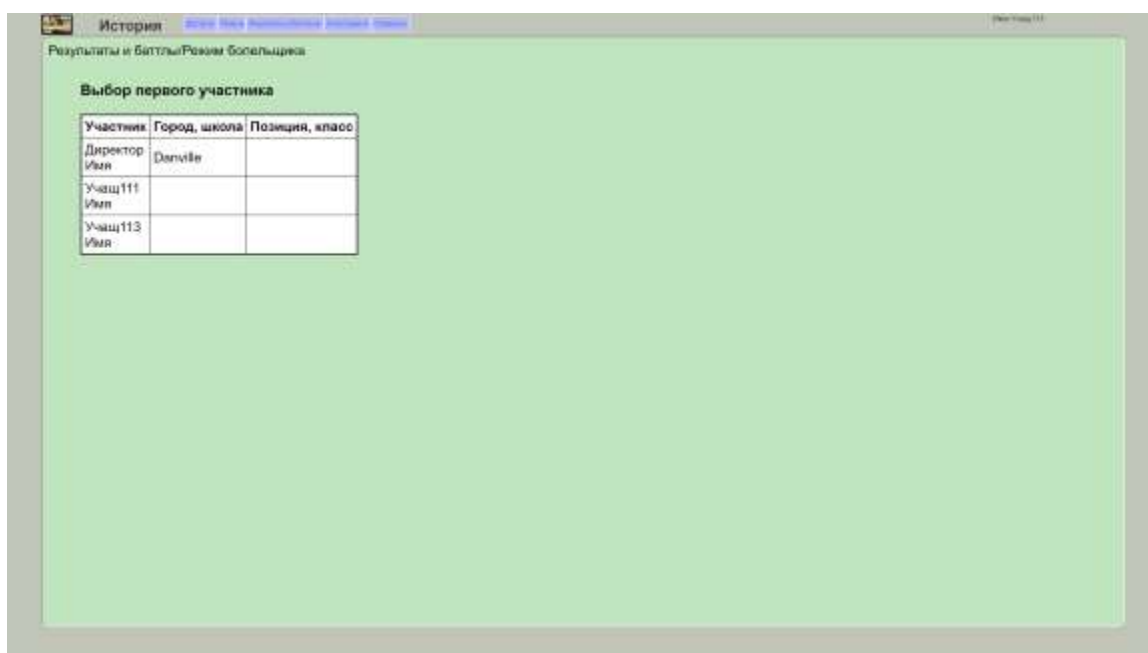 История
Результаты и баттлы/Режим болельщика
Выбор первого участника
Участник Город, школа Позиция, класс
Директор
Имя
Danville
Учащ111
Имя
Учащ113
Имя